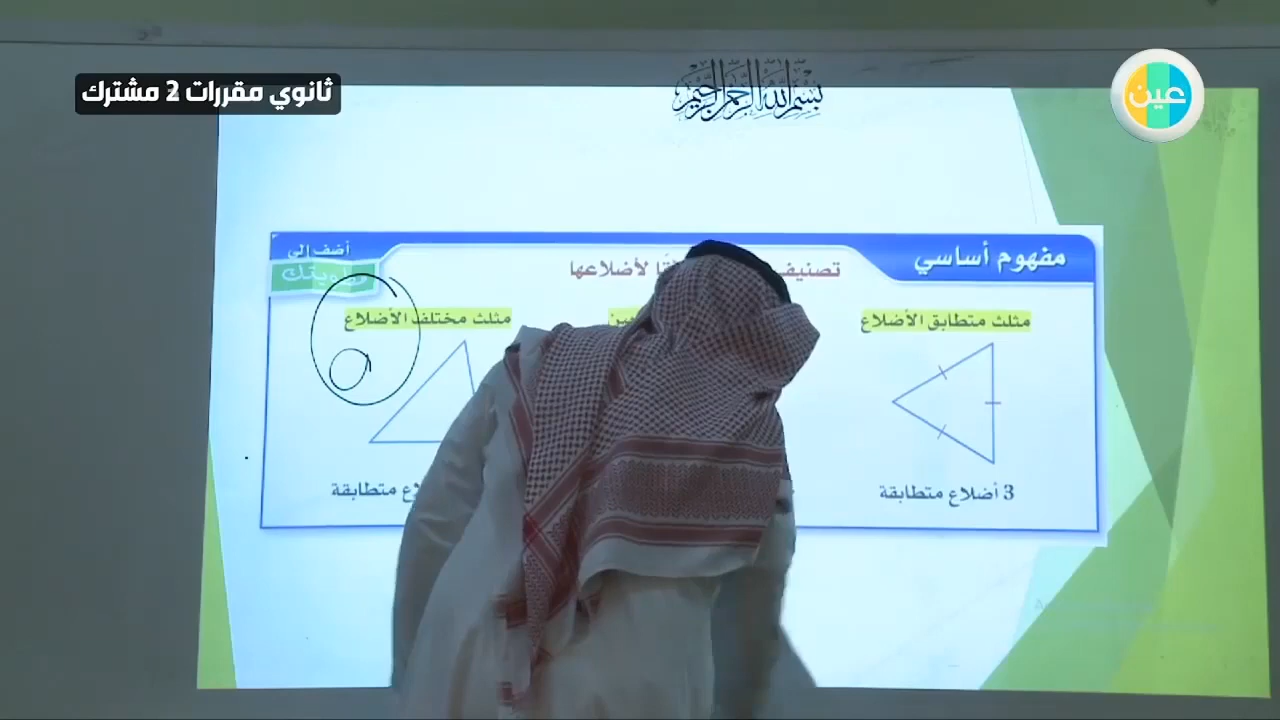 ثانوي مقررات 2 مشترك
عين
بسم الله الرحمن الرحيم
مفهوم أساسي
أضف إلى
مطويتك
لأضلاعها
مثلث متطابق الأضلاع
مثلث مختلف الأضلاع
3 أضلاع متطابقة
متطابقة